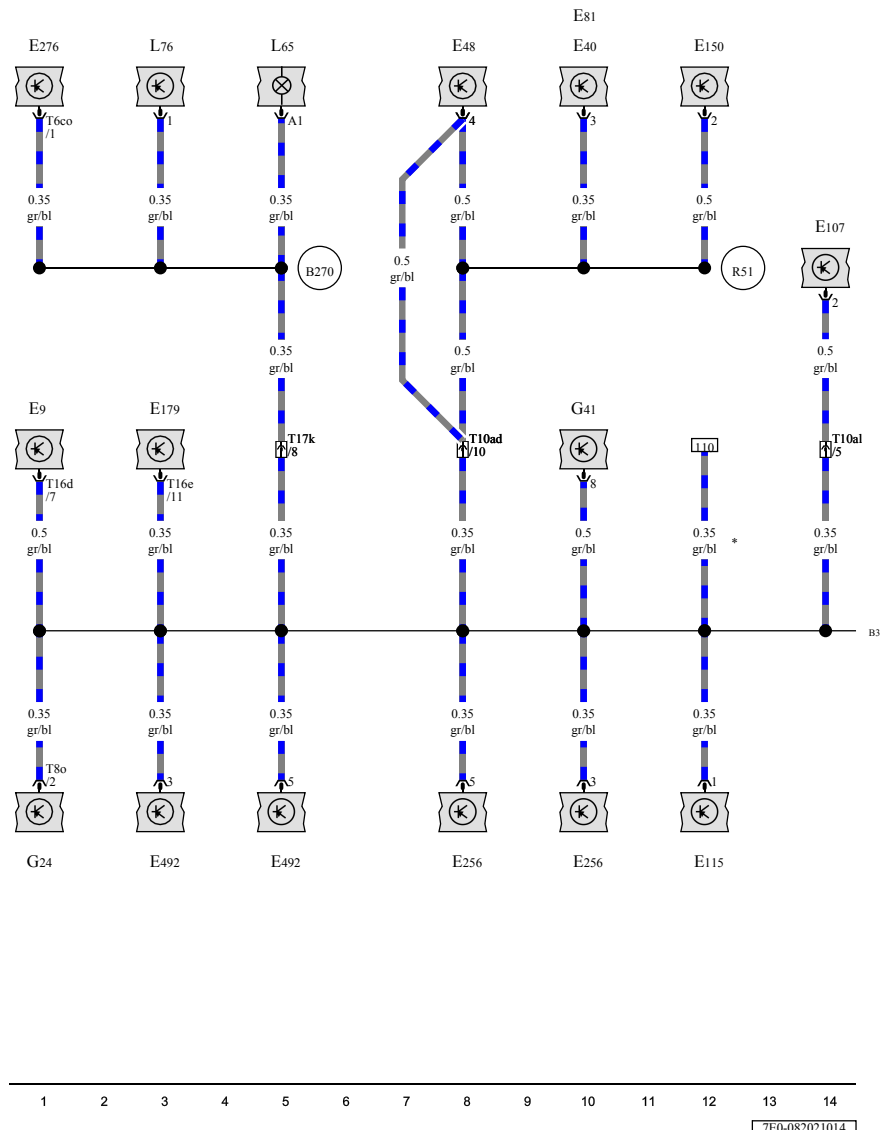 E81
E276 L76 L65 E48 E40 E150
T6co
/1 1 A1 4 3 2
0.35 0.35 0.35 0.5 0.35 0.5
gr/bl gr/bl gr/bl gr/bl gr/bl gr/bl
E107
0.5
gr/bl
B270 R51
2
0.35 0.5 0.5
gr/bl gr/bl gr/bl
E9 E179 G41
T17k
/8 T10ad
/10 110 T10al
/5
T16d
/7 T16e
/11 8
0.5 0.35 0.35 0.35 0.5 0.35 * 0.35
gr/bl gr/bl gr/bl gr/bl gr/bl gr/bl gr/bl
B3
0.35 0.35 0.35 0.35 0.35 0.35
gr/bl gr/bl gr/bl gr/bl gr/bl gr/bl
T8o
/2 3 5 5 3 1
G24 E492 E492 E256 E256 E115
1 2 3 4 5 6 7 8 9 10 11 12 13 14
7E0-082021014